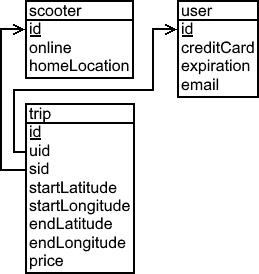 scooter
id
online
homeLocation
user
id
creditCard
expiration
email
trip
id
uid
sid
startLatitude
startLongitude
endLatitude
endLongitude
price